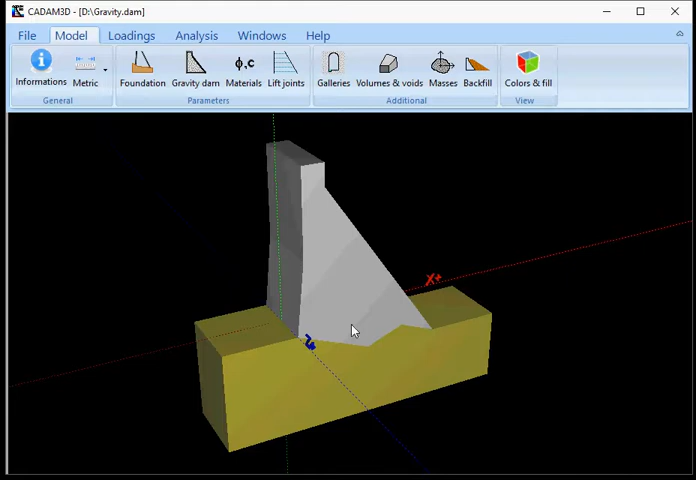 CADAM3D - [D:\Gravity.dam]
File Model Loadings Analysis Windows Help
Informations Metric Foundation Gravity dam Materials Lift joints Galleries Volumes & voids Masses Backfill Colors & fill
φ,c
General Parameters Additional View
X+